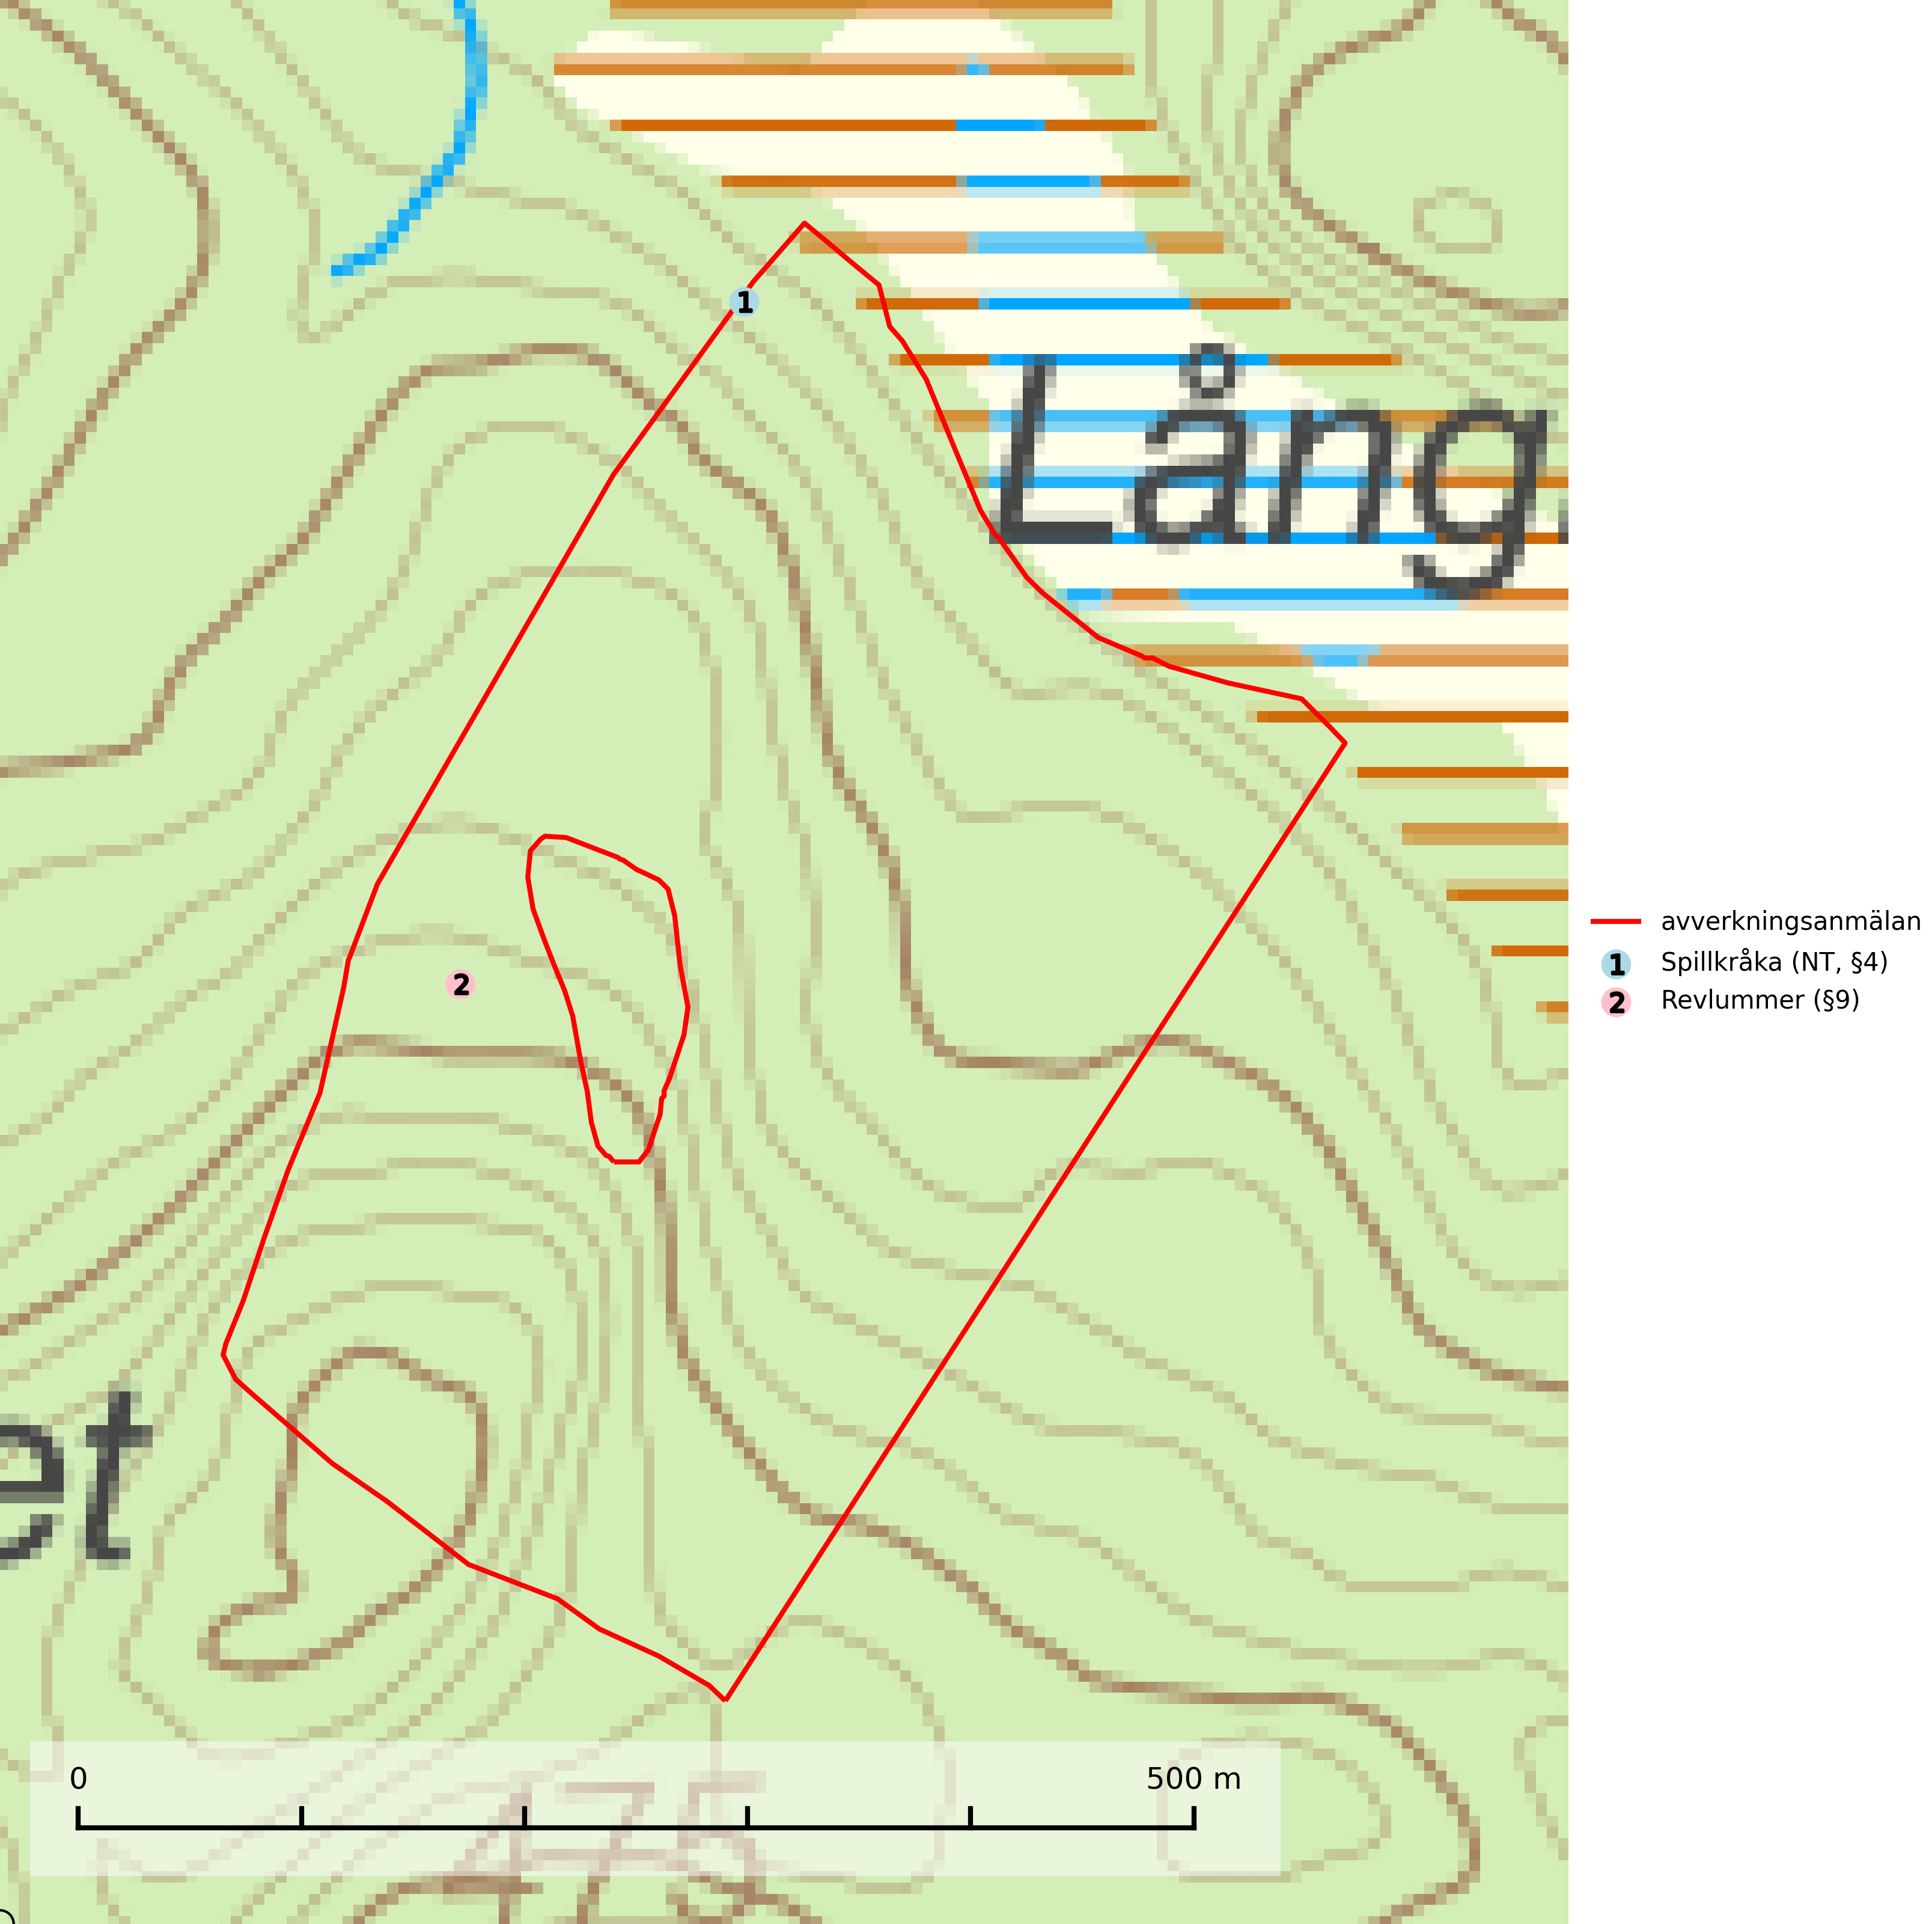 1
Lång
2
et
0
500 m
475
avverkningsanmälan
1 Spillkråka (NT, §4)
2 Revlummer (§9)